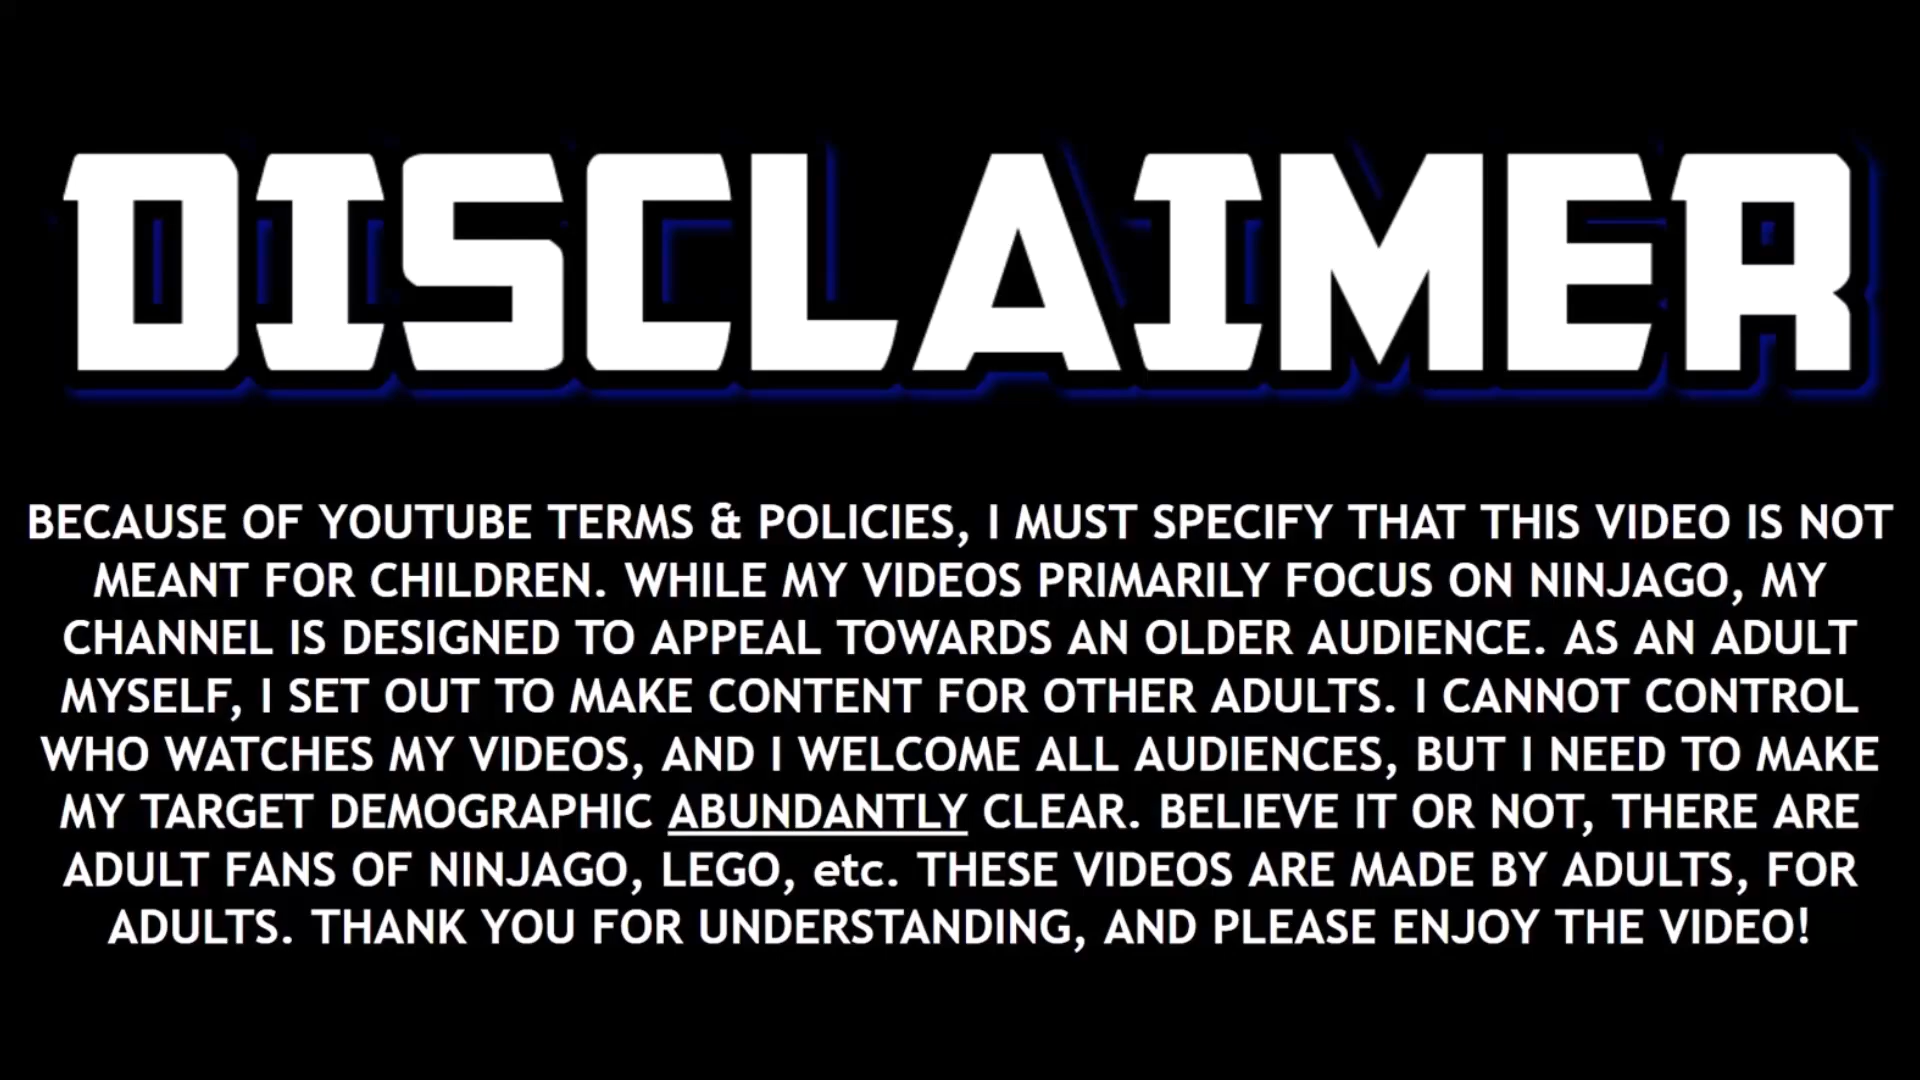 DISCLAIMER
BECAUSE OF YOUTUBE TERMS & POLICIES, I MUST SPECIFY THAT THIS VIDEO IS NOT
MEANT FOR CHILDREN. WHILE MY VIDEOS PRIMARILY FOCUS ON NINJAGO, MY
CHANNEL IS DESIGNED TO APPEAL TOWARDS AN OLDER AUDIENCE. AS AN ADULT
MYSELF, I SET OUT TO MAKE CONTENT FOR OTHER ADULTS. I CANNOT CONTROL
WHO WATCHES MY VIDEOS, AND I WELCOME ALL AUDIENCES, BUT I NEED TO MAKE
MY TARGET DEMOGRAPHIC ABUNDANTLY CLEAR. BELIEVE IT OR NOT, THERE ARE
ADULT FANS OF NINJAGO, LEGO, etc. THESE VIDEOS ARE MADE BY ADULTS, FOR
ADULTS. THANK YOU FOR UNDERSTANDING, AND PLEASE ENJOY THE VIDEO!